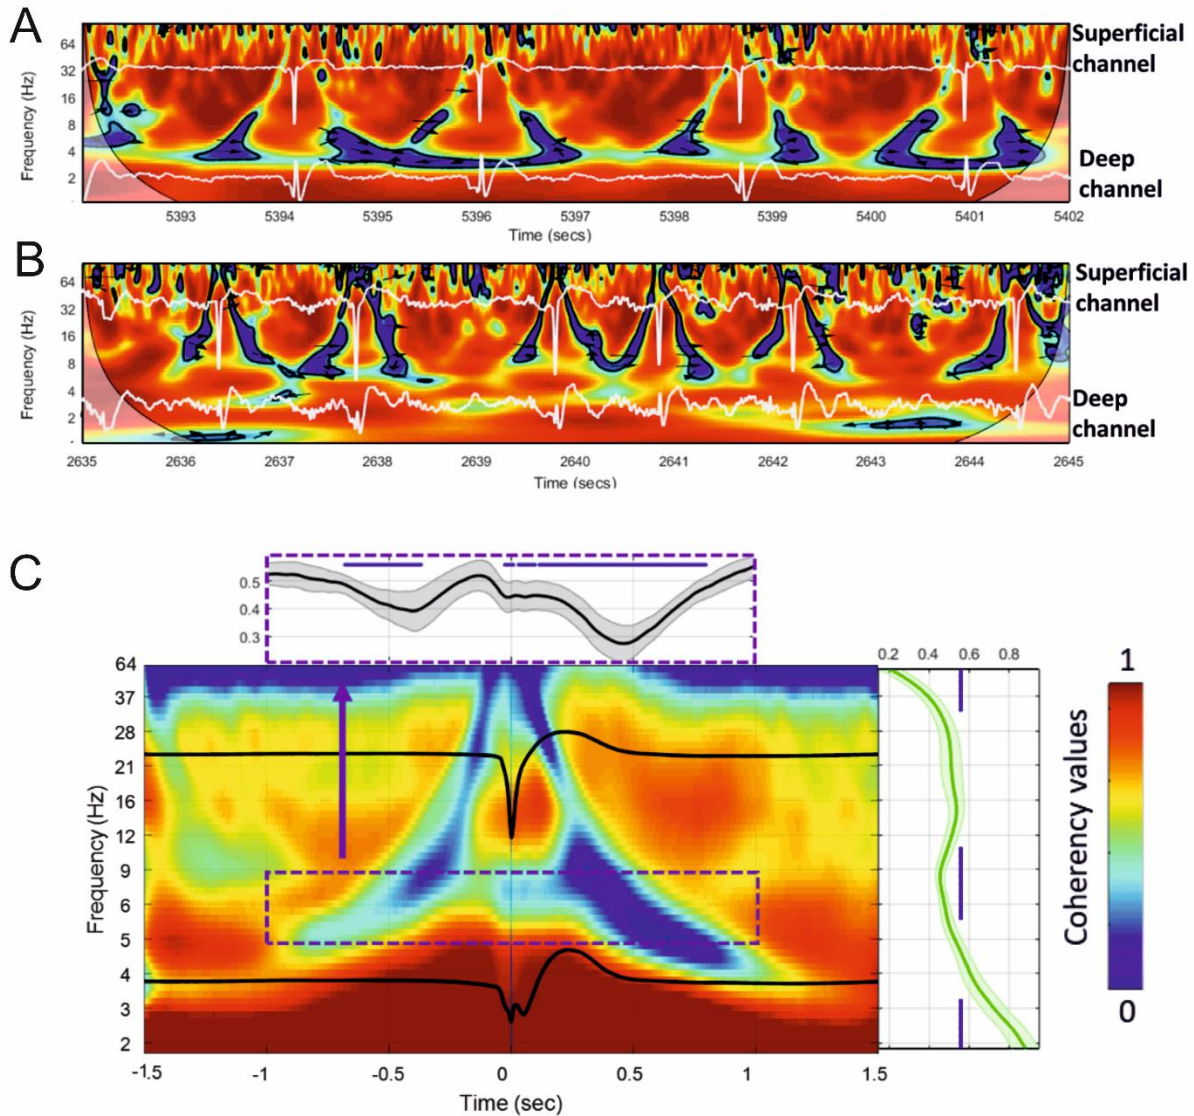 A
Superficial
channel
Deep
channel
Frequency (Hz)
64
32
16
8
4
2
5393 5394 5395 5396 5397 5398 5399 5400 5401 5402
Time (secs)
B
Superficial
channel
Deep
channel
Frequency (Hz)
64
32
16
8
4
2
2635 2636 2637 2638 2639 2640 2641 2642 2643 2644 2645
Time (secs)
C
0.5
0.4
0.3
Frequency (Hz)
64
37
28
21
16
12
9
6
5
4
3
2
-1.5 -1 -0.5 0 0.5 1 1.5
Time (sec)
0.2 0.4 0.6 0.8
Coherency values
1
0